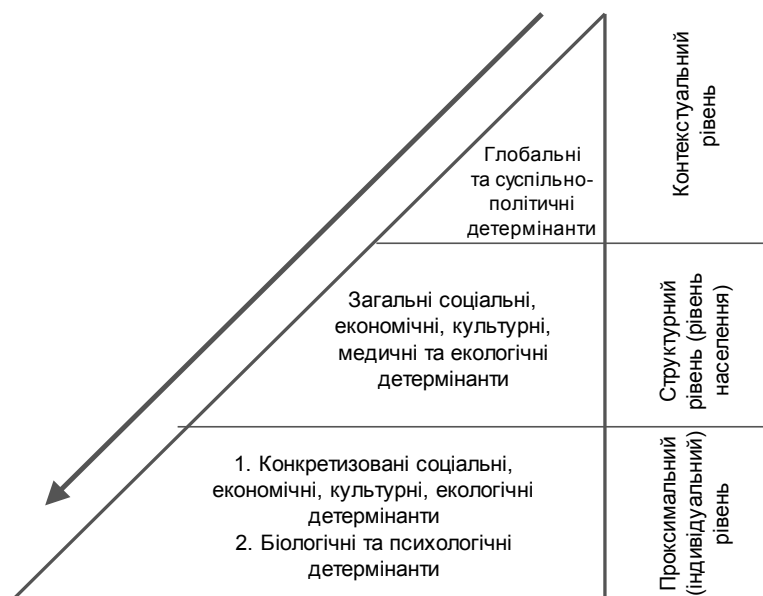 Глобальні
та суспільно-
політичні
детермінанти
Контекстуальний
рівень
Загальні соціальні,
економічні, культурні,
медичні та екологічні
детермінанти
Структурний
рівень (рівень
населення)
1. Конкретизовані соціальні,
економічні, культурні, екологічні
детермінанти
2. Біологічні та психологічні
детермінанти
Проксимальний
(індивідуальний)
рівень